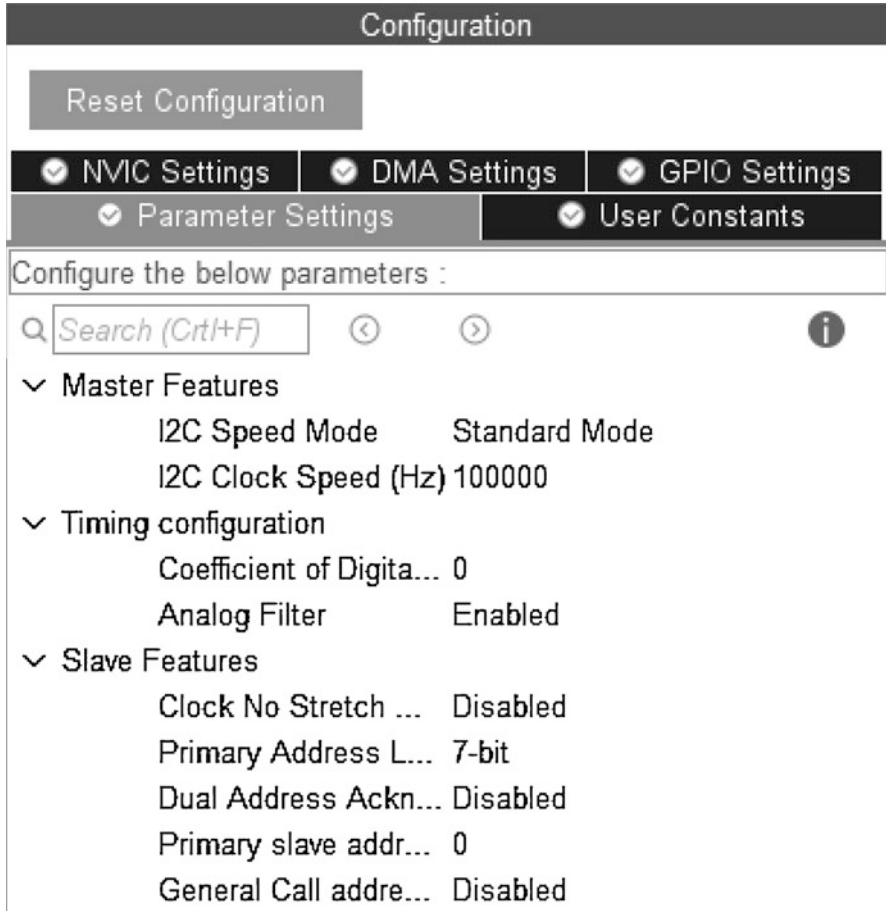 Configuration
Reset Configuration
NVIC Settings DMA Settings GPIO Settings
Parameter Settings User Constants
Configure the below parameters :
Search (Crtl+F)
Master Features
I2C Speed Mode Standard Mode
I2C Clock Speed (Hz) 100000
Timing configuration
Coefficient of Digita... 0
Analog Filter Enabled
Slave Features
Clock No Stretch ... Disabled
Primary Address L... 7-bit
Dual Address Ackn... Disabled
Primary slave addr... 0
General Call addre... Disabled